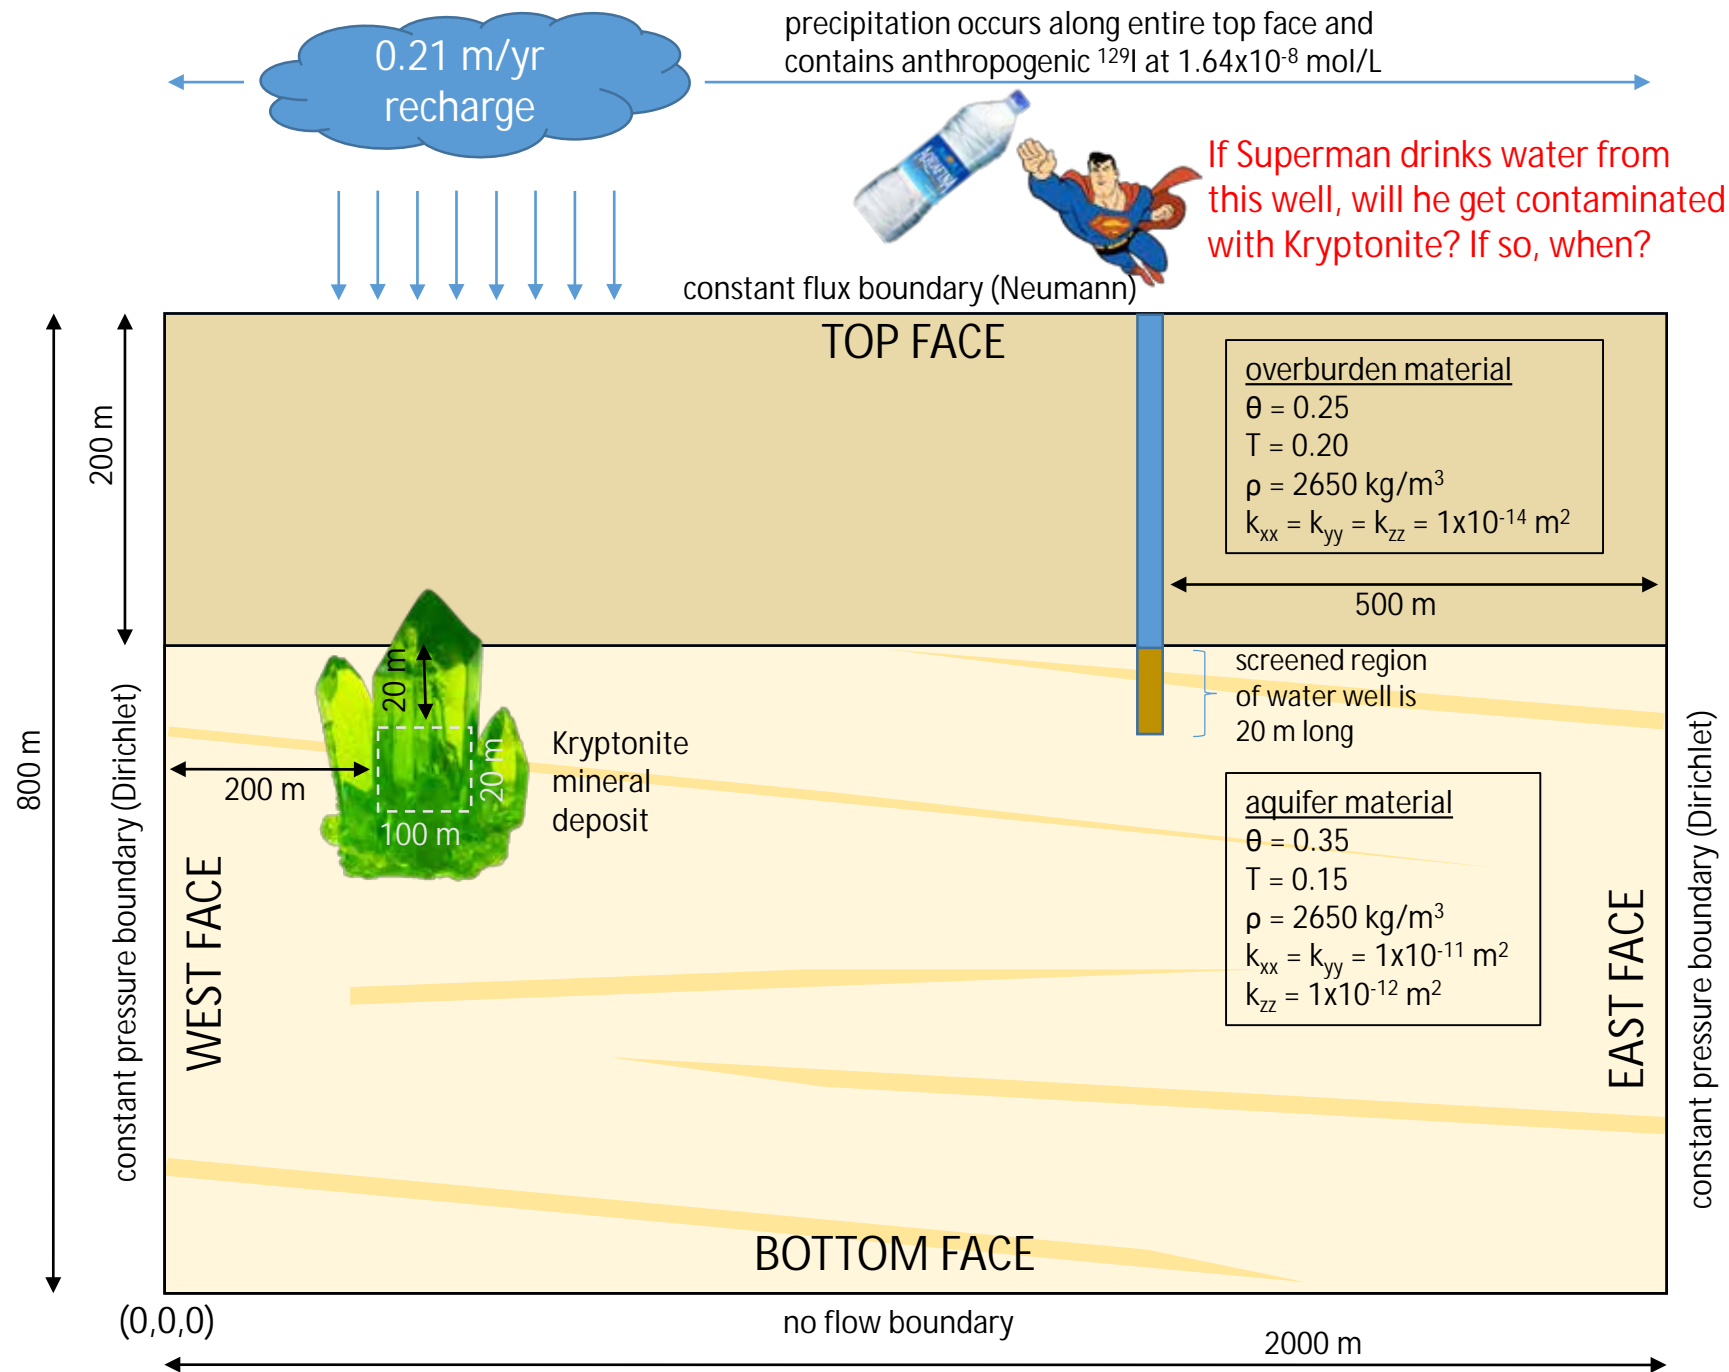 0.21 m/yr
recharge
precipitation occurs along entire top face and
contains anthropogenic ¹²⁹I at 1.64x10⁻⁸ mol/L
AQUAFINA
If Superman drinks water from
this well, will he get contaminated
with Kryptonite? If so, when?
constant flux boundary (Neumann)
TOP FACE
200 m
overburden material
θ = 0.25
T = 0.20
ρ = 2650 kg/m³
kxx = kyy = kzz = 1x10⁻¹⁴ m²
500 m
20 m
screened region
of water well is
20 m long
800 m
constant pressure boundary (Dirichlet)
WEST FACE
200 m
20 m
100 m
Kryptonite
mineral
deposit
aquifer material
θ = 0.35
T = 0.15
ρ = 2650 kg/m³
kxx = kyy = 1x10⁻¹¹ m²
kzz = 1x10⁻¹² m²
EAST FACE
constant pressure boundary (Dirichlet)
BOTTOM FACE
(0,0,0)
no flow boundary
2000 m